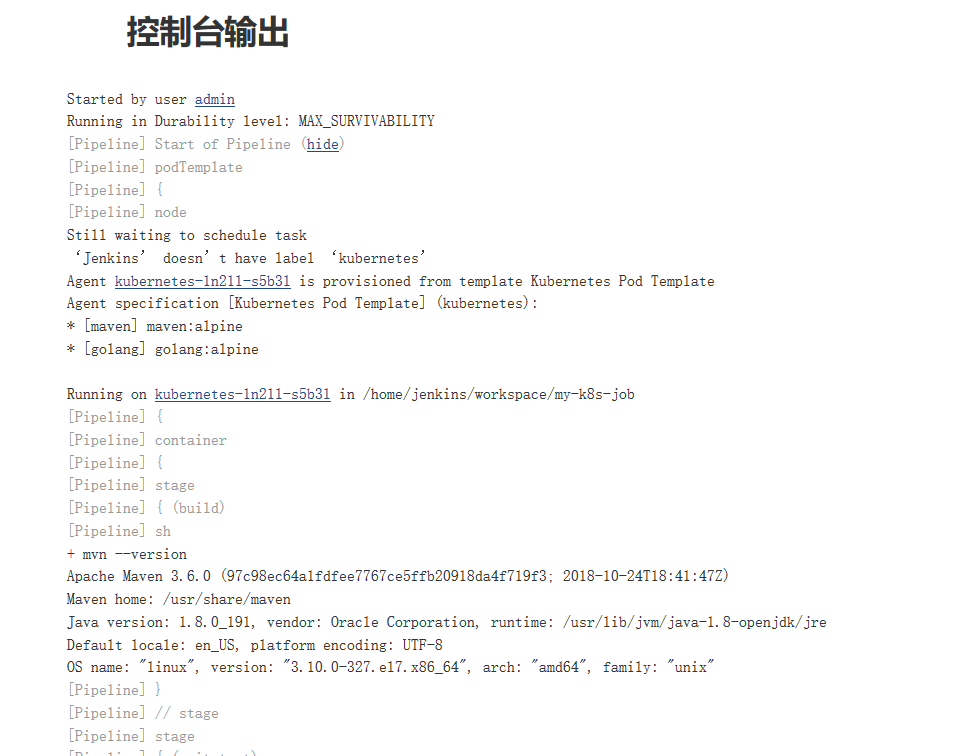 控制台输出
Started by user admin
Running in Durability level: MAX_SURVIVABILITY
[Pipeline] Start of Pipeline (hide)
[Pipeline] podTemplate
[Pipeline] {
[Pipeline] node
Still waiting to schedule task
‘Jenkins’ doesn’t have label ‘kubernetes’
Agent kubernetes-ln2ll-s5b31 is provisioned from template Kubernetes Pod Template
Agent specification [Kubernetes Pod Template] (kubernetes):
* [maven] maven:alpine
* [golang] golang:alpine
Running on kubernetes-ln2ll-s5b31 in /home/jenkins/workspace/my-k8s-job
[Pipeline] {
[Pipeline] container
[Pipeline] {
[Pipeline] stage
[Pipeline] { (build)
[Pipeline] sh
+ mvn --version
Apache Maven 3.6.0 (97c98ec64a1fdfee7767ce5ffb20918da4f719f3; 2018-10-24T18:41:47Z)
Maven home: /usr/share/maven
Java version: 1.8.0_191, vendor: Oracle Corporation, runtime: /usr/lib/jvm/java-1.8-openjdk/jre
Default locale: en_US, platform encoding: UTF-8
OS name: "linux", version: "3.10.0-327.el7.x86_64", arch: "amd64", family: "unix"
[Pipeline] }
[Pipeline] // stage
[Pipeline] stage